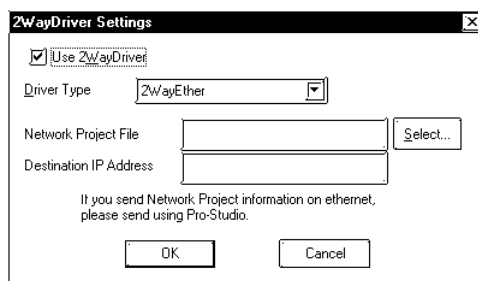 2WayDriver Settings
Use 2WayDriver
Driver Type 2WayEther
Network Project File Select...
Destination IP Address
If you send Network Project information on ethernet,
please send using Pro-Studio.
OK Cancel